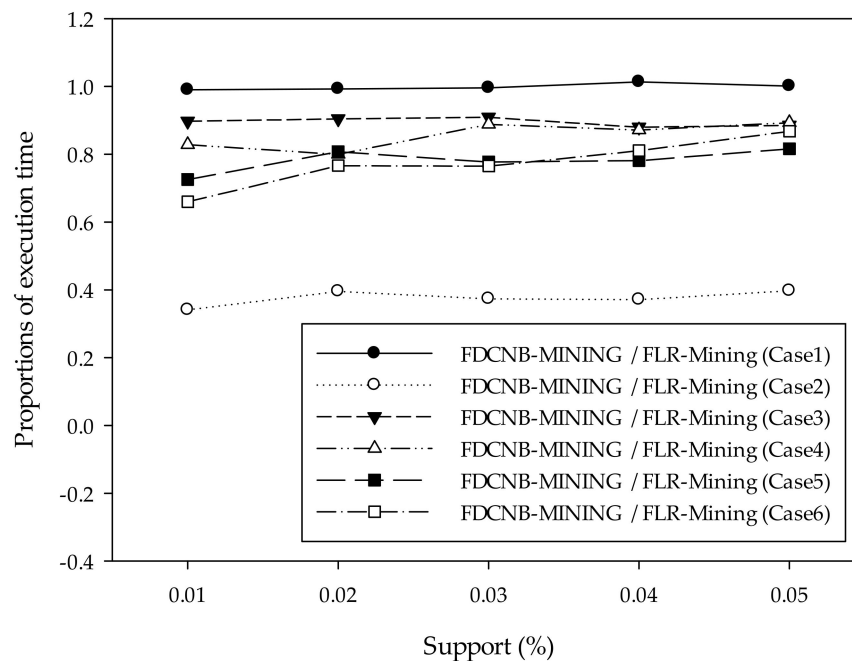 1.2
1.0
0.8
0.6
0.4
0.2
0.0
-0.2
-0.4
Proportions of execution time
FDCNB-MINING / FLR-Mining (Case1)
FDCNB-MINING / FLR-Mining (Case2)
FDCNB-MINING / FLR-Mining (Case3)
FDCNB-MINING / FLR-Mining (Case4)
FDCNB-MINING / FLR-Mining (Case5)
FDCNB-MINING / FLR-Mining (Case6)
0.01 0.02 0.03 0.04 0.05
Support (%)